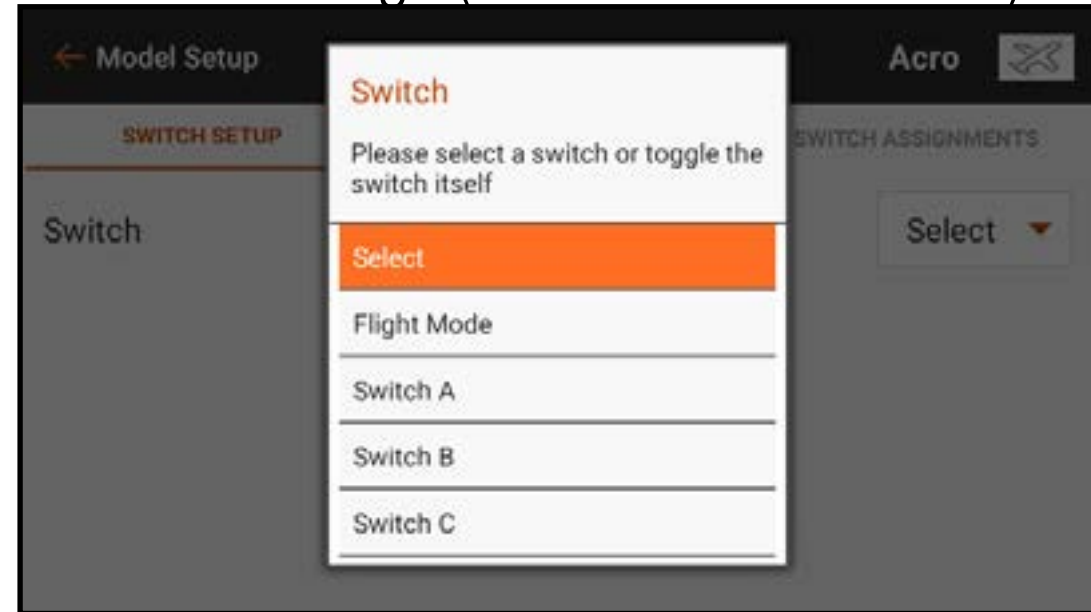 ← Model Setup
Acro
SWITCH SETUP
SWITCH ASSIGNMENTS
Switch
Select
Switch
Please select a switch or toggle the
switch itself
Select
Flight Mode
Switch A
Switch B
Switch C